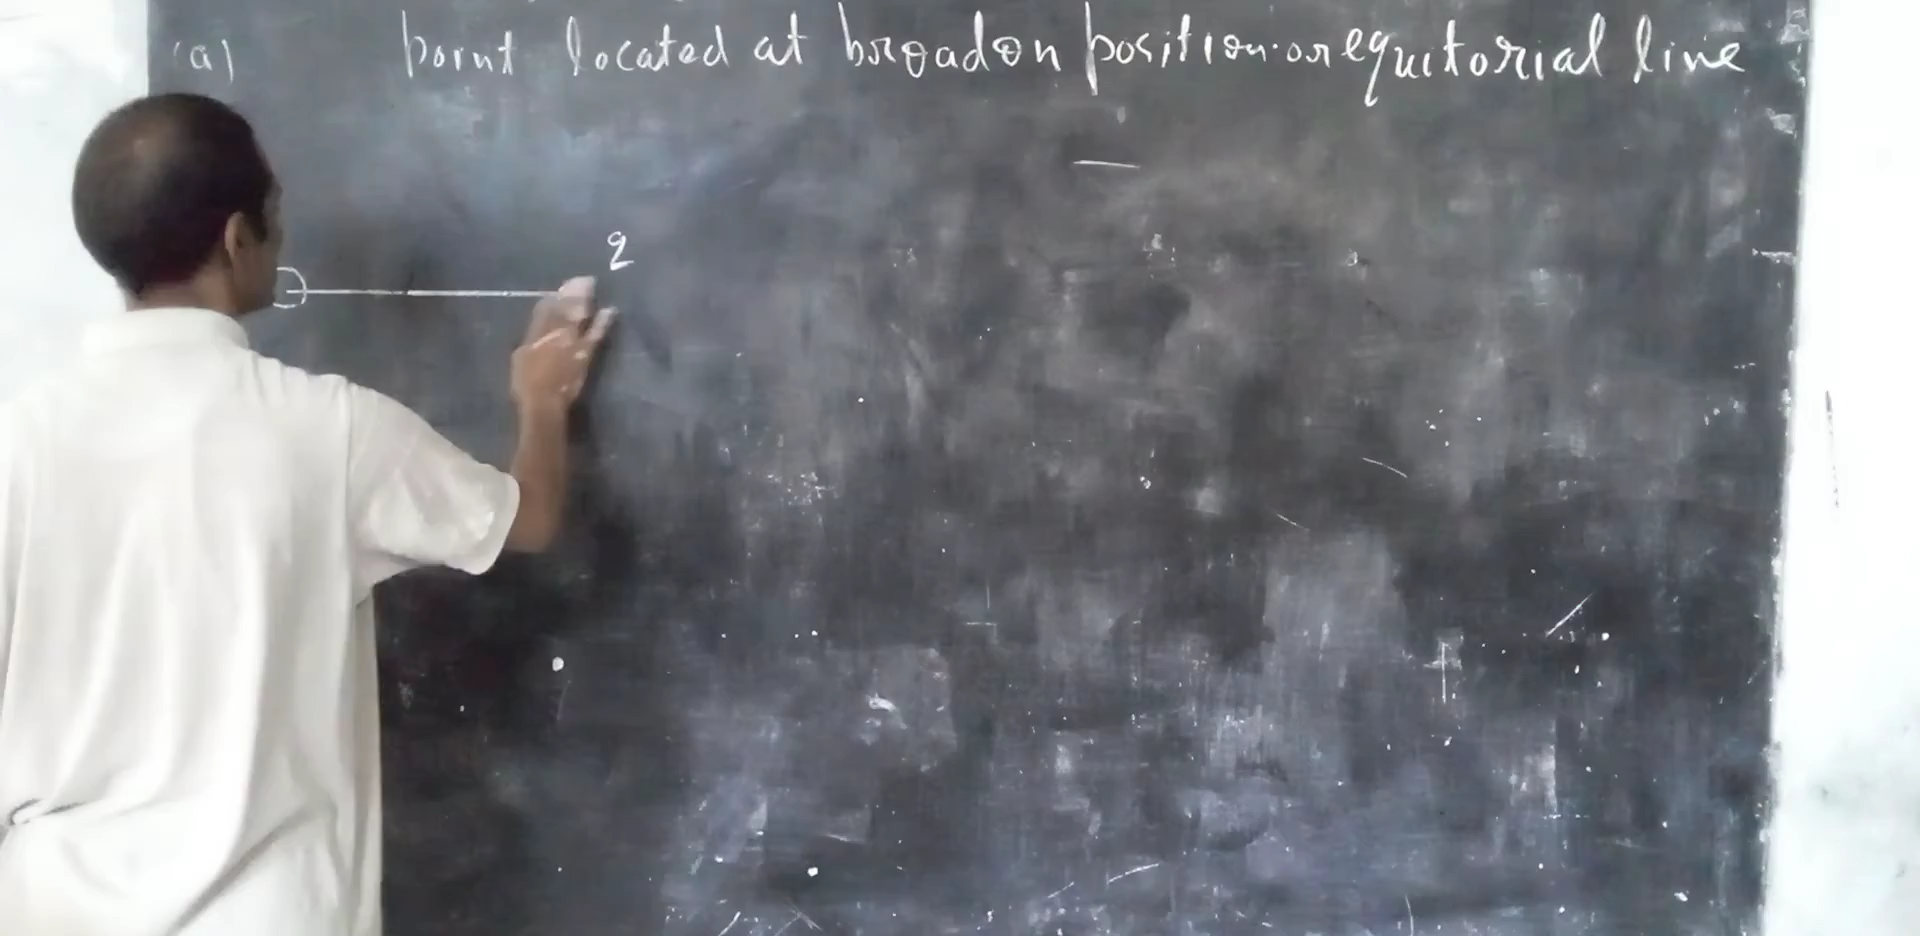 (a) point located at broadon position or equitorial line
q